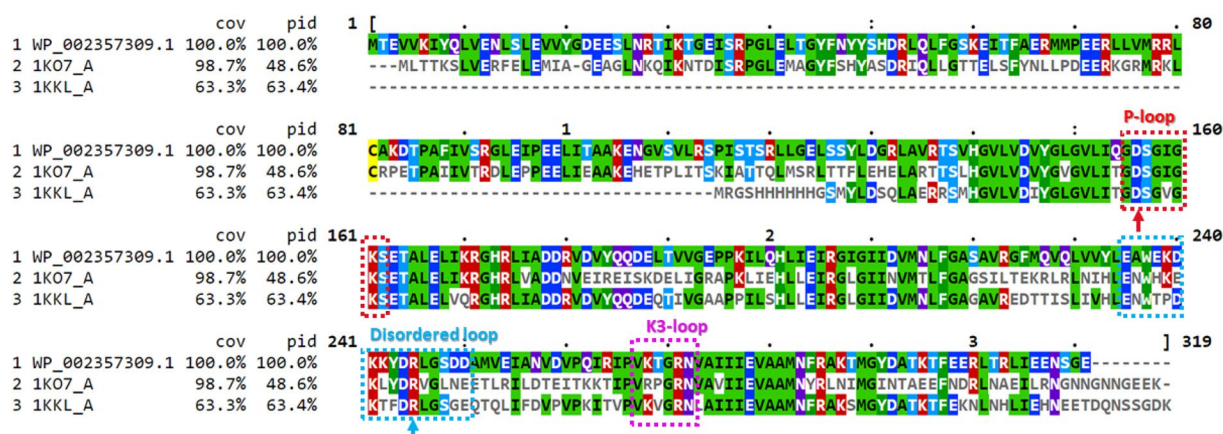 cov pid 1 [ . . . . : . . . 80
1 WP_002357309.1 100.0% 100.0% MTEVVKIYQLVENLSLEVVYGDEESLNRTIKTGEISRPGLELTGYFNYYSHDRLQLFGSKEITFAERMMPEERLLVMRRL
2 1KO7_A 98.7% 48.6% ---MLTTKSLVERFELEMIA-GEAGLNKQIKNTDISRPGLEMAGYFSHYASDRIQLLGTTELSFYNLLPDEERKGRMRKL
3 1KKL_A 63.3% 63.4% --------------------------------------------------------------------------------
P-loop
cov pid 81 . 1 . . . . : . 160
1 WP_002357309.1 100.0% 100.0% CAKDTPAFIVSRGLEIPEELITAAKENGVSVLRSPISTSRLLGELSSYLDGRLAVRTSVHGVLVDVYGLGVLIQGDSGIG
2 1KO7_A 98.7% 48.6% CRPETPAIIVTRDLEPPEELIEAAKEHETPLITSKIATTQLMSRLTTFLEHELARTTSLHGVLVDVYGVGVLITGDSGIG
3 1KKL_A 63.3% 63.4% ----------------------------------MRGSHHHHHHGSMYLDSQLAERRSMHGVLVDIYGLGVLITGDSGVG
cov pid 161 . . . 2 . . . . 240
1 WP_002357309.1 100.0% 100.0% KSETALELIKRGHRLIADDRVDVYQQDELTVVGEPPKILQHLIEIRGIGIIDVMNLFGASAVRGFMQVQLVVYLEAWEKD
2 1KO7_A 98.7% 48.6% KSETALELIKRGHRLVADDNVEIREISKDELIGRAPKLIEHLLEIRGLGIINVMTLFGAGSILTEKRLRLNIHLENWHKE
3 1KKL_A 63.3% 63.4% KSETALELVQRGHRLIADDRVDVYQQDEQTIVGAAPPILSHLLEIRGLGIIDVMNLFGAGAVREDTTISLIVHLENWTPD
Disordered loop K3-loop
cov pid 241 . . . . 3 . ] 319
1 WP_002357309.1 100.0% 100.0% KKYDRLGSDDAMVEIANVDVPQIRIPVKTGRNVAIIIEVAAMNFRAKTMGYDATKTFEERLTRLIEENSGE--------
2 1KO7_A 98.7% 48.6% KLYDRVGLNEETLRILDTEITKKTIPVRPGRNVAVIIEVAAMNYRLNIMGINTAEEFNDRLNAEILRNGNNGNNGEEK-
3 1KKL_A 63.3% 63.4% KTFDRLGSGEQTQLIFDVPVPKITVPVKVGRNLAIIIEVAAMNFRAKSMGYDATKTFEKNLNHLIEHNEETDQNSSGDK